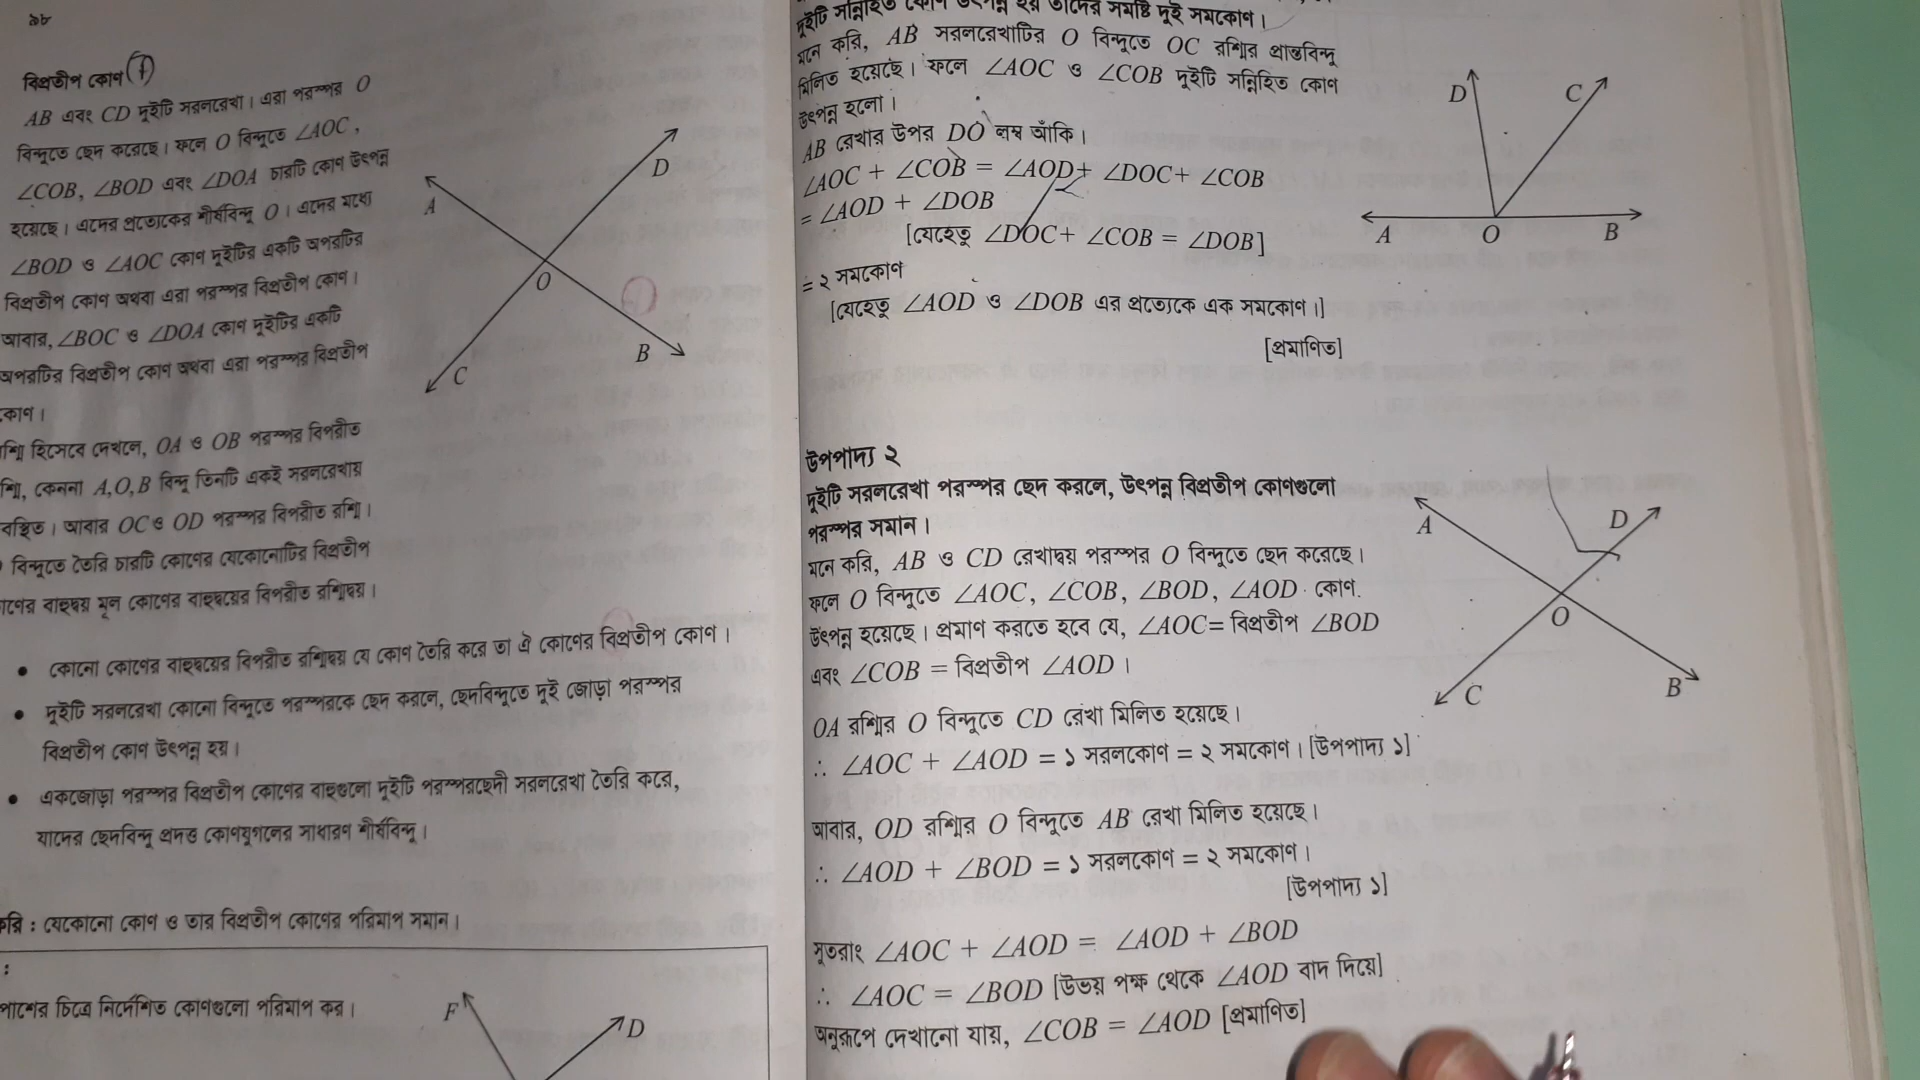 ৯৮
বিপ্রতীপ কোণ
AB এবং CD দুইটি সরলরেখা। এরা পরস্পর O
বিন্দুতে ছেদ করেছে। ফলে O বিন্দুতে ∠AOC,
∠COB, ∠BOD এবং ∠DOA চারটি কোণ উৎপন্ন
হয়েছে। এদের প্রত্যেকের শীর্ষবিন্দু O। এদের মধ্যে
∠BOD ও ∠AOC কোণ দুইটির একটি অপরটির
বিপ্রতীপ কোণ অথবা এরা পরস্পর বিপ্রতীপ কোণ।
আবার, ∠BOC ও ∠DOA কোণ দুইটির একটি
অপরটির বিপ্রতীপ কোণ অথবা এরা পরস্পর বিপ্রতীপ
কোণ।
হিসেবে দেখলে, OA ও OB পরস্পর বিপরীত
কেননা A,O,B বিন্দু তিনটি একই সরলরেখায়
আবার OC ও OD পরস্পর বিপরীত রশ্মি।
বিন্দুতে তৈরি চারটি কোণের যেকোনোটির বিপ্রতীপ
বাহুদ্বয় মূল কোণের বাহুদ্বয়ের বিপরীত রশ্মিদ্বয়।
A
D
O
C
B
• কোনো কোণের বাহুদ্বয়ের বিপরীত রশ্মিদ্বয় যে কোণ তৈরি করে তা ঐ কোণের বিপ্রতীপ কোণ।
• দুইটি সরলরেখা কোনো বিন্দুতে পরস্পরকে ছেদ করলে, ছেদবিন্দুতে দুই জোড়া পরস্পর
বিপ্রতীপ কোণ উৎপন্ন হয়।
• একজোড়া পরস্পর বিপ্রতীপ কোণের বাহুগুলো দুইটি পরস্পরছেদী সরলরেখা তৈরি করে,
যাদের ছেদবিন্দু প্রদত্ত কোণযুগলের সাধারণ শীর্ষবিন্দু।
: যেকোনো কোণ ও তার বিপ্রতীপ কোণের পরিমাপ সমান।
:
পাশের চিত্রে নির্দেশিত কোণগুলো পরিমাপ কর।
F
D
দুইটি সন্নিহিত কোণ উৎপন্ন হয় তাদের সমষ্টি দুই সমকোণ।
মনে করি, AB সরলরেখাটির O বিন্দুতে OC রশ্মির প্রান্তবিন্দু
মিলিত হয়েছে। ফলে ∠AOC ও ∠COB দুইটি সন্নিহিত কোণ
উৎপন্ন হলো।
AB রেখার উপর DO লম্ব আঁকি।
∠AOC + ∠COB = ∠AOD+ ∠DOC+ ∠COB
= ∠AOD + ∠DOB
[যেহেতু ∠DOC+ ∠COB = ∠DOB]
= ২ সমকোণ
[যেহেতু ∠AOD ও ∠DOB এর প্রত্যেকে এক সমকোণ।]
[প্রমাণিত]
D
C
A
O
B
উপপাদ্য ২
দুইটি সরলরেখা পরস্পর ছেদ করলে, উৎপন্ন বিপ্রতীপ কোণগুলো
পরস্পর সমান।
মনে করি, AB ও CD রেখাদ্বয় পরস্পর O বিন্দুতে ছেদ করেছে।
ফলে O বিন্দুতে ∠AOC, ∠COB, ∠BOD, ∠AOD কোণ
উৎপন্ন হয়েছে। প্রমাণ করতে হবে যে, ∠AOC= বিপ্রতীপ ∠BOD
এবং ∠COB = বিপ্রতীপ ∠AOD।
OA রশ্মির O বিন্দুতে CD রেখা মিলিত হয়েছে।
∴ ∠AOC + ∠AOD = ১ সরলকোণ = ২ সমকোণ। [উপপাদ্য ১]
আবার, OD রশ্মির O বিন্দুতে AB রেখা মিলিত হয়েছে।
∴ ∠AOD + ∠BOD = ১ সরলকোণ = ২ সমকোণ।
[উপপাদ্য ১]
সুতরাং ∠AOC + ∠AOD = ∠AOD + ∠BOD
∴ ∠AOC = ∠BOD [উভয় পক্ষ থেকে ∠AOD বাদ দিয়ে]
অনুরূপে দেখানো যায়, ∠COB = ∠AOD [প্রমাণিত]
A
D
O
C
B